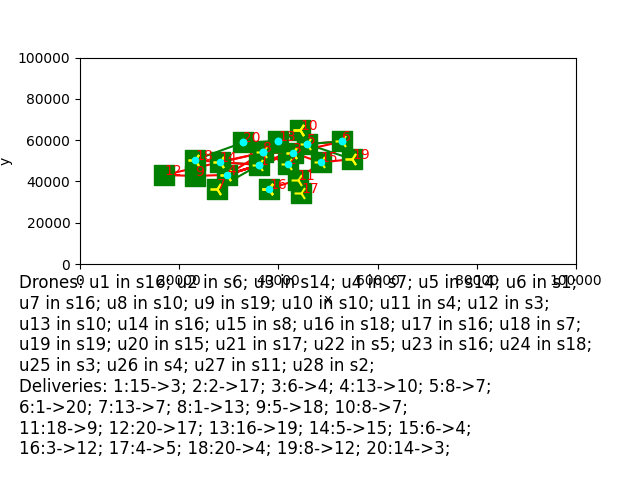 100000
80000
60000
40000
20000
0
y
0 20000 40000 60000 80000 100000
x
Drones: u1 in s16; u2 in s6; u3 in s14; u4 in s7; u5 in s14; u6 in s1;
u7 in s16; u8 in s10; u9 in s19; u10 in s10; u11 in s4; u12 in s3;
u13 in s10; u14 in s16; u15 in s8; u16 in s18; u17 in s16; u18 in s7;
u19 in s19; u20 in s15; u21 in s17; u22 in s5; u23 in s16; u24 in s18;
u25 in s3; u26 in s4; u27 in s11; u28 in s2;
Deliveries: 1:15->3; 2:2->17; 3:6->4; 4:13->10; 5:8->7;
6:1->20; 7:13->7; 8:1->13; 9:5->18; 10:8->7;
11:18->9; 12:20->17; 13:16->19; 14:5->15; 15:6->4;
16:3->12; 17:4->5; 18:20->4; 19:8->12; 20:14->3;